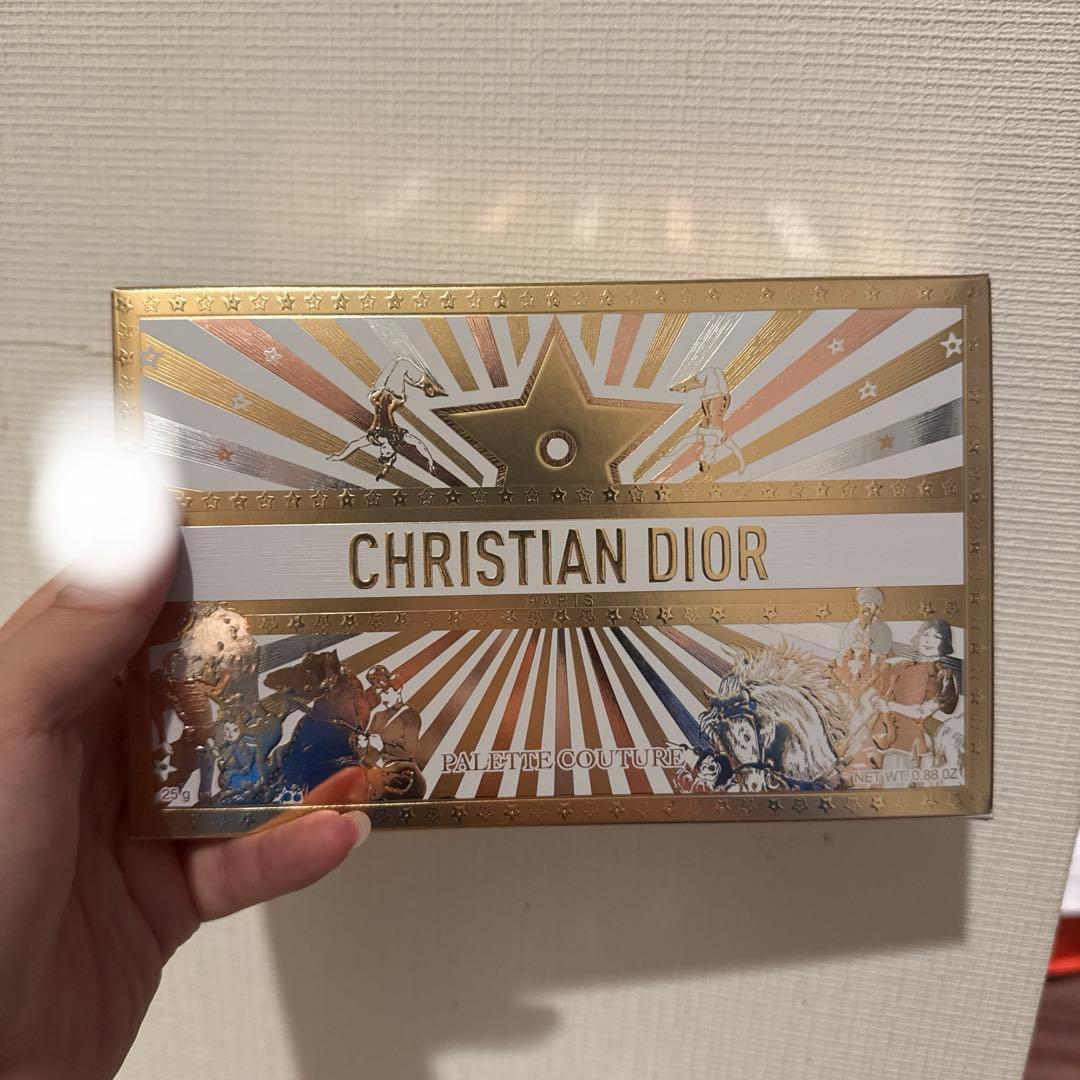 CHRISTIAN DIOR
PARIS
PALETTE COUTURE
25 g
NET WT. 0.88 OZ